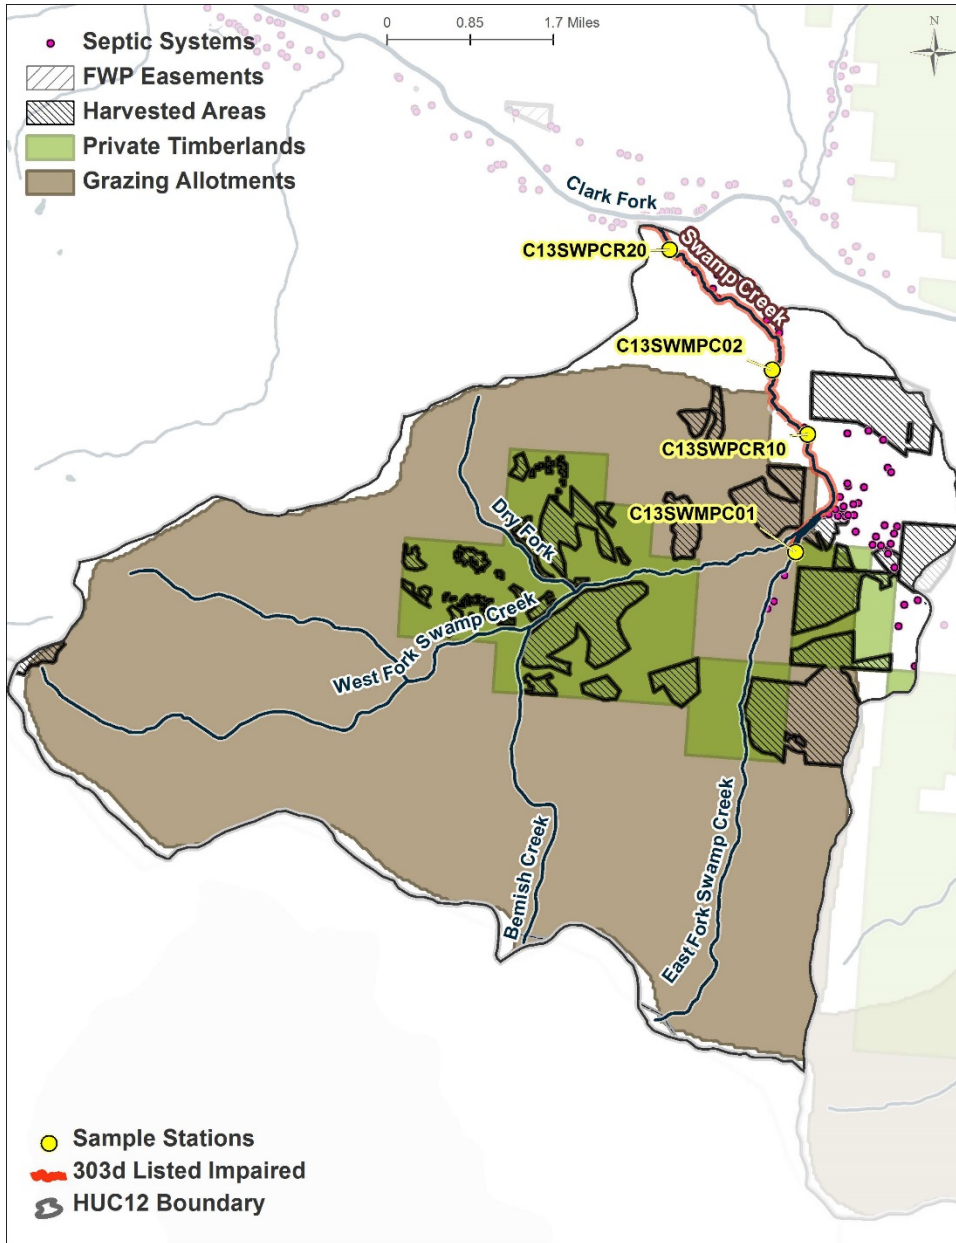 0 0.85 1.7 Miles
N
Septic Systems
FWP Easements
Harvested Areas
Private Timberlands
Grazing Allotments
Clark Fork
C13SWPCR20
Swamp Creek
C13SWMPC02
C13SWPCR10
C13SWMPC01
Dry Fork
West Fork Swamp Creek
Bemish Creek
East Fork Swamp Creek
Sample Stations
303d Listed Impaired
HUC12 Boundary